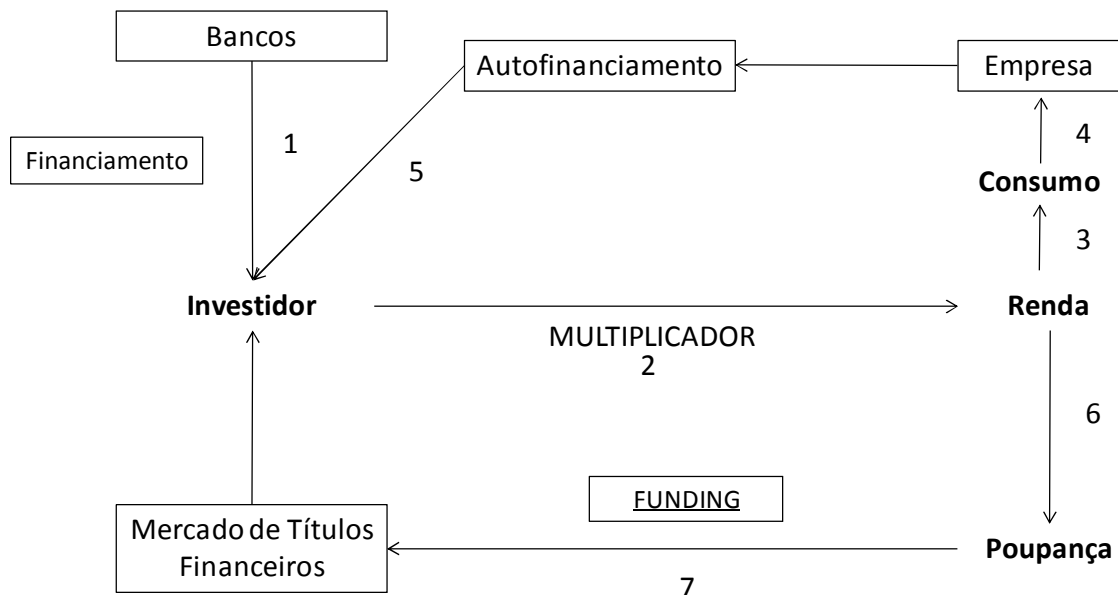 Bancos
Autofinanciamento
Empresa
Financiamento
1
5
4
Consumo
3
Investidor
Renda
MULTIPLICADOR
2
6
FUNDING
Mercado de Títulos
Financeiros
Poupança
7